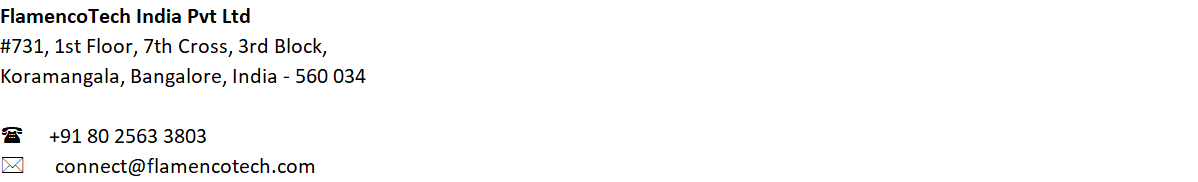 FlamencoTech India Pvt Ltd
#731, 1st Floor, 7th Cross, 3rd Block,
Koramangala, Bangalore, India - 560 034
+91 80 2563 3803
connect@flamencotech.com